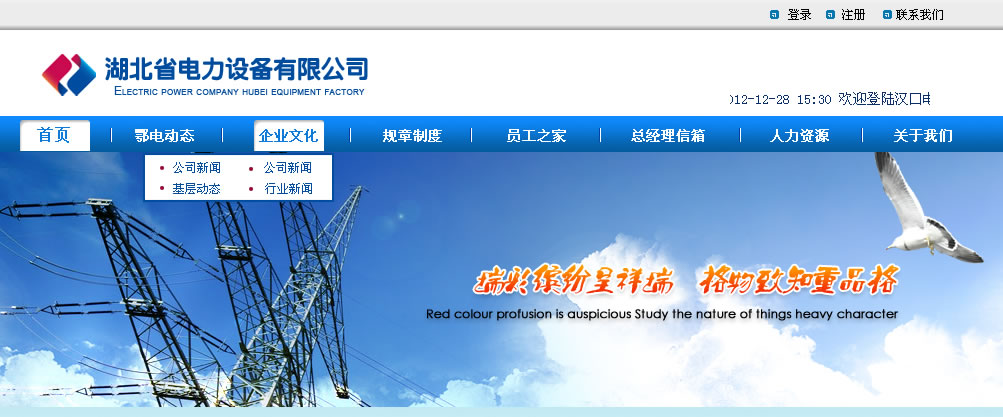 登录 注册 联系我们
湖北省电力设备有限公司
ELECTRIC POWER COMPANY HUBEI EQUIPMENT FACTORY
012-12-28 15:30 欢迎登陆汉口电
首页 鄂电动态 企业文化 规章制度 员工之家 总经理信箱 人力资源 关于我们
公司新闻 公司新闻
基层动态 行业新闻
瑞彩缤纷呈祥瑞 格物致知重品格
Red colour profusion is auspicious Study the nature of things heavy character